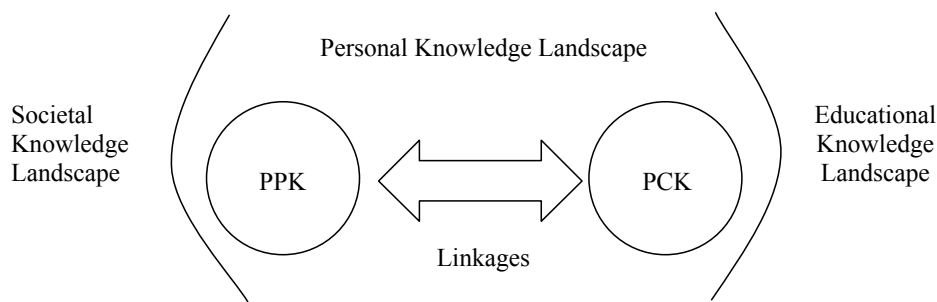 Personal Knowledge Landscape
Societal
Knowledge
Landscape
PPK
PCK
Educational
Knowledge
Landscape
Linkages